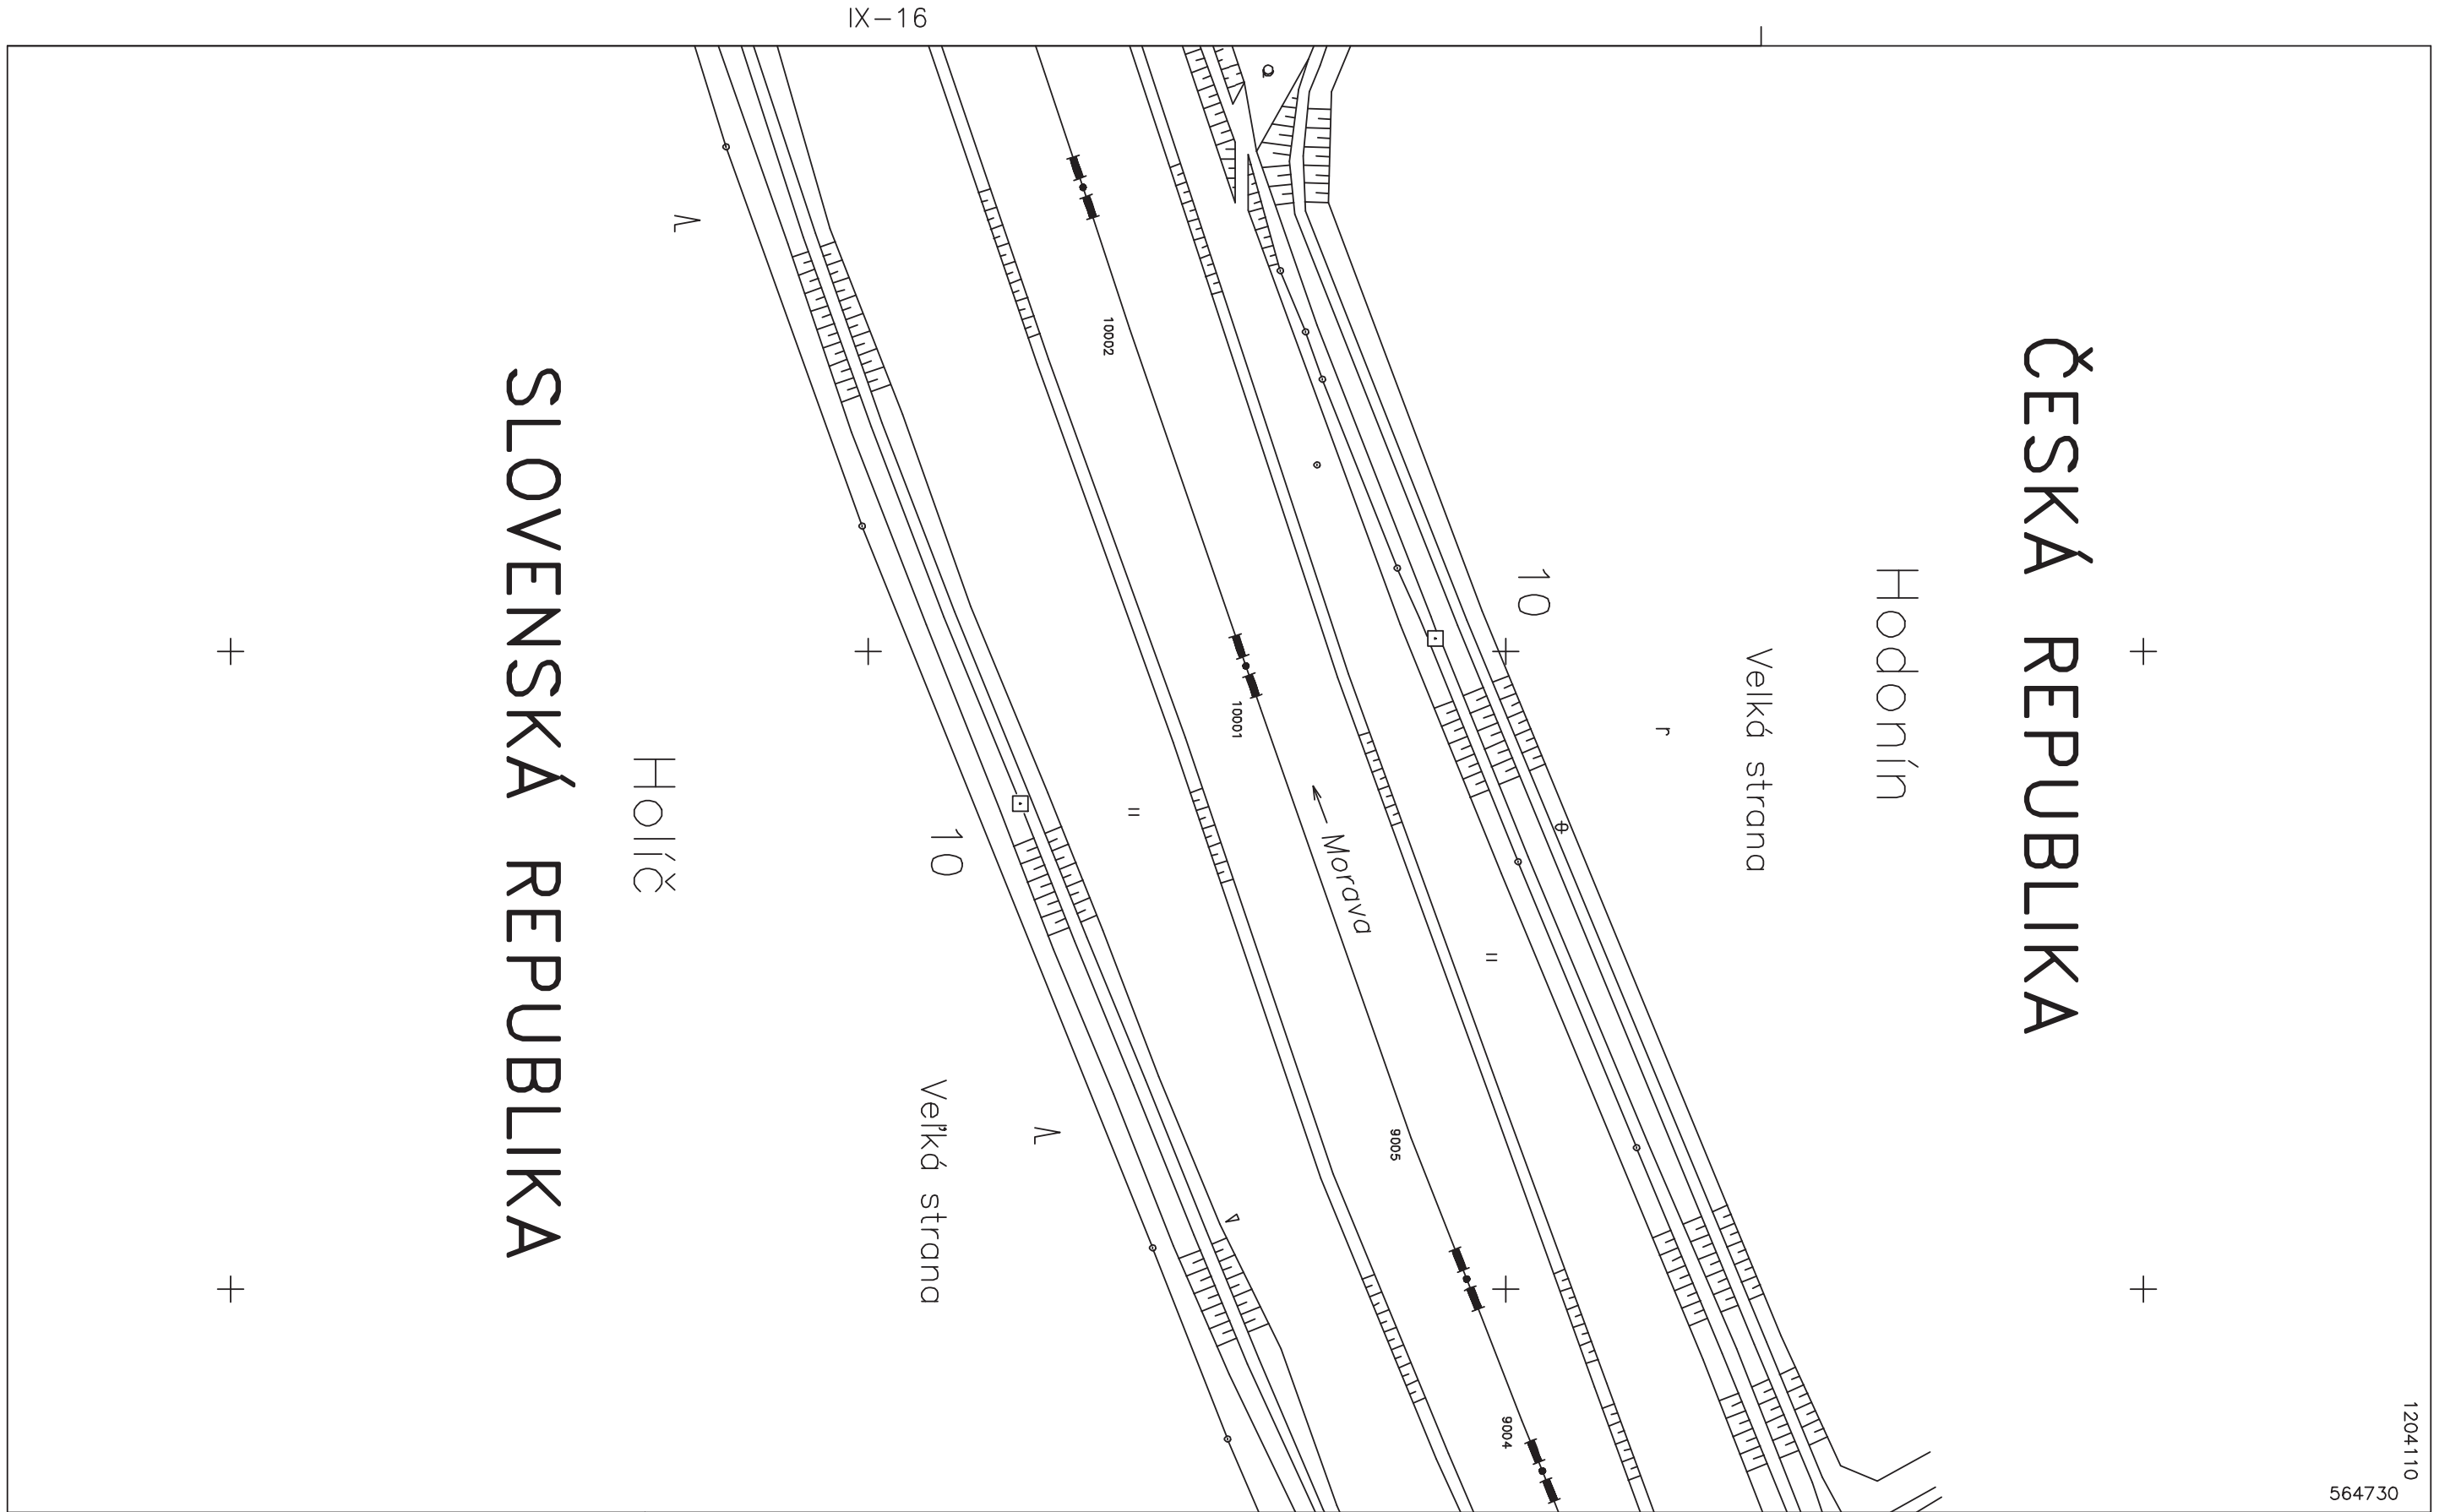 IX-16
ČESKÁ REPUBLIKA
Hodonín
Velká strana
r
10
10002
10001
Morava
9005
9004
10
Veľká strana
Holíč
SLOVENSKÁ REPUBLIKA
1204110
564730